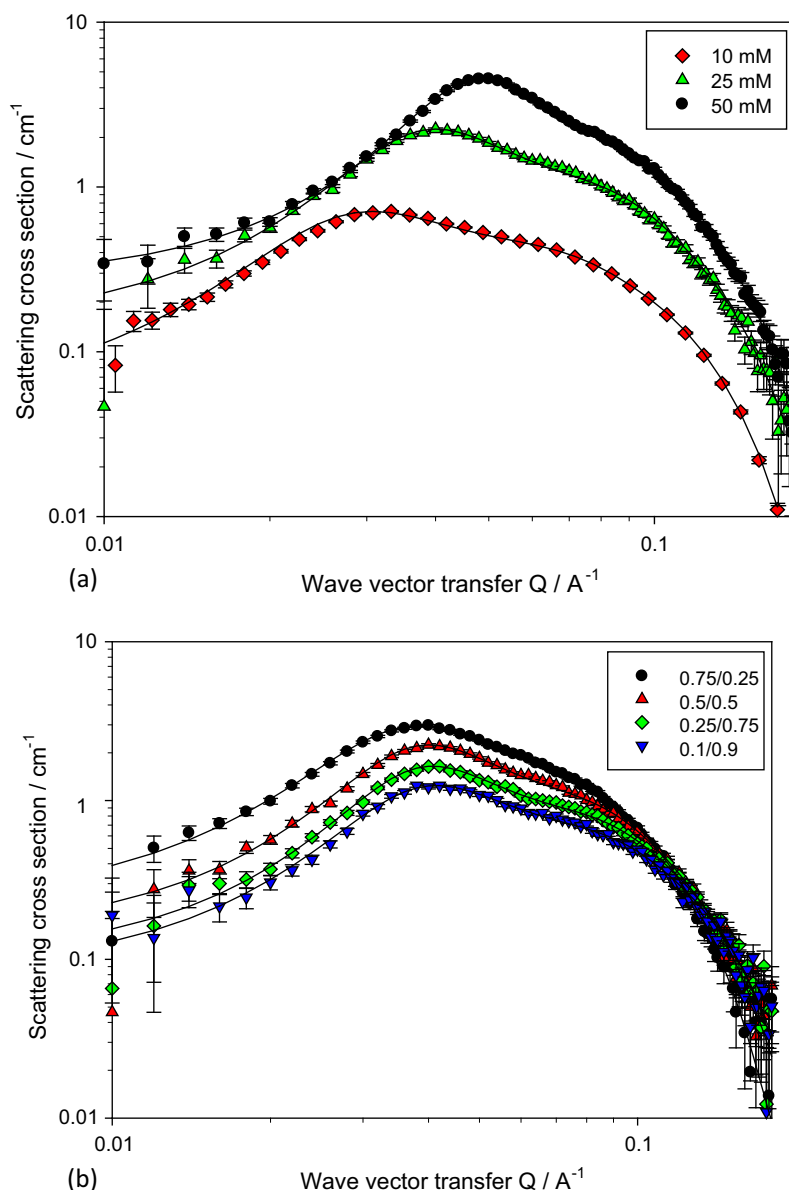 10
10 mM
25 mM
50 mM
1
0.1
0.01
Scattering cross section / cm-1
0.01
0.1
(a)
Wave vector transfer Q / A-1
10
0.75/0.25
0.5/0.5
0.25/0.75
0.1/0.9
1
0.1
0.01
Scattering cross section / cm-1
0.01
0.1
(b)
Wave vector transfer Q / A-1